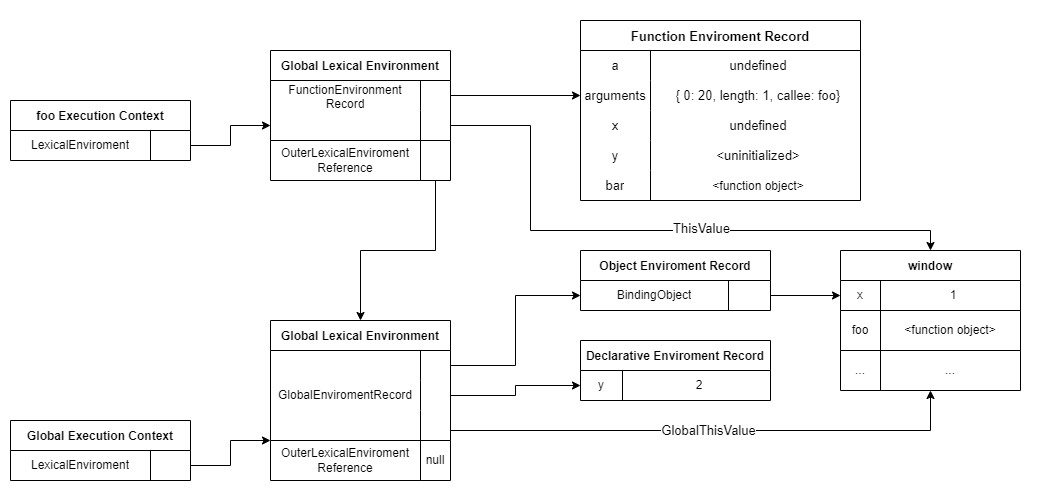 Function Enviroment Record
a undefined
arguments { 0: 20, length: 1, callee: foo}
x undefined
y <uninitialized>
bar <function object>
Global Lexical Environment
FunctionEnvironment
Record
OuterLexicalEnviroment
Reference
foo Execution Context
LexicalEnviroment
ThisValue
Object Enviroment Record
BindingObject
window
x 1
foo <function object>
... ...
Global Lexical Environment
GlobalEnviromentRecord
OuterLexicalEnviroment
Reference
null
Declarative Enviroment Record
y 2
GlobalThisValue
Global Execution Context
LexicalEnviroment